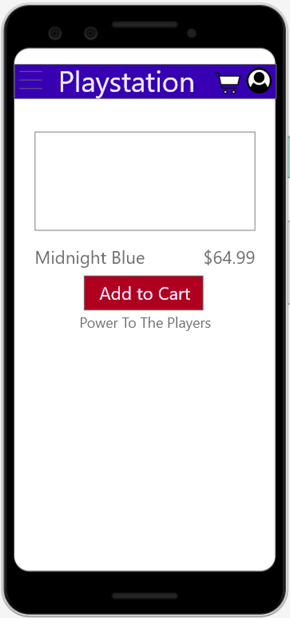 Playstation
Midnight Blue $64.99
Add to Cart
Power To The Players